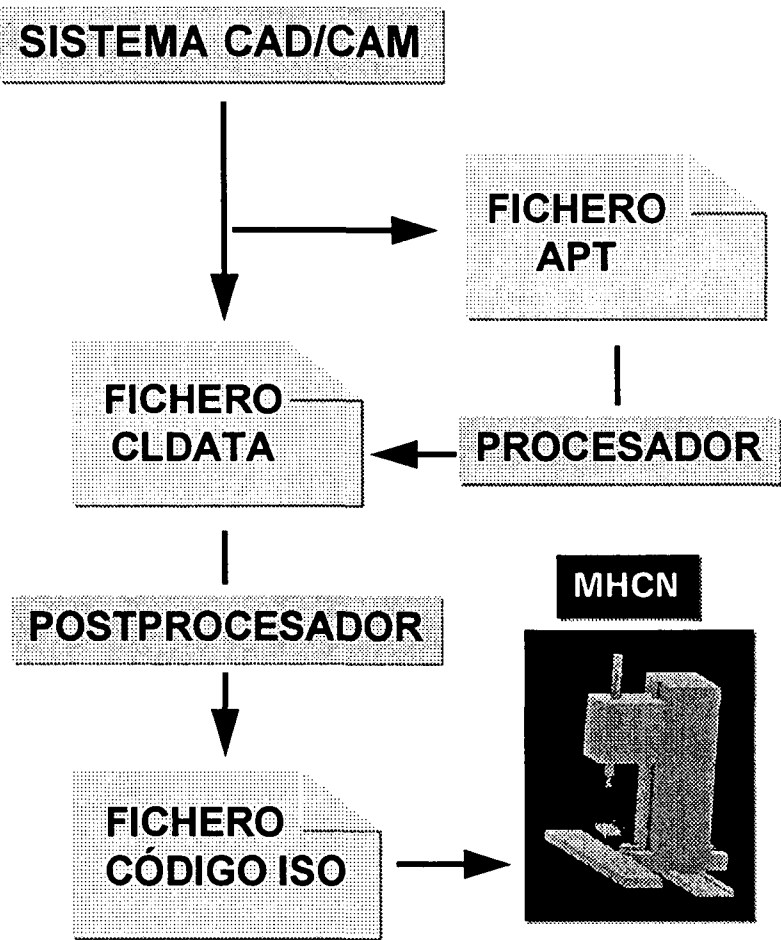 SISTEMA CAD/CAM
FICHERO
APT
FICHERO
CLDATA
PROCESADOR
MHCN
POSTPROCESADOR
FICHERO
CÓDIGO ISO